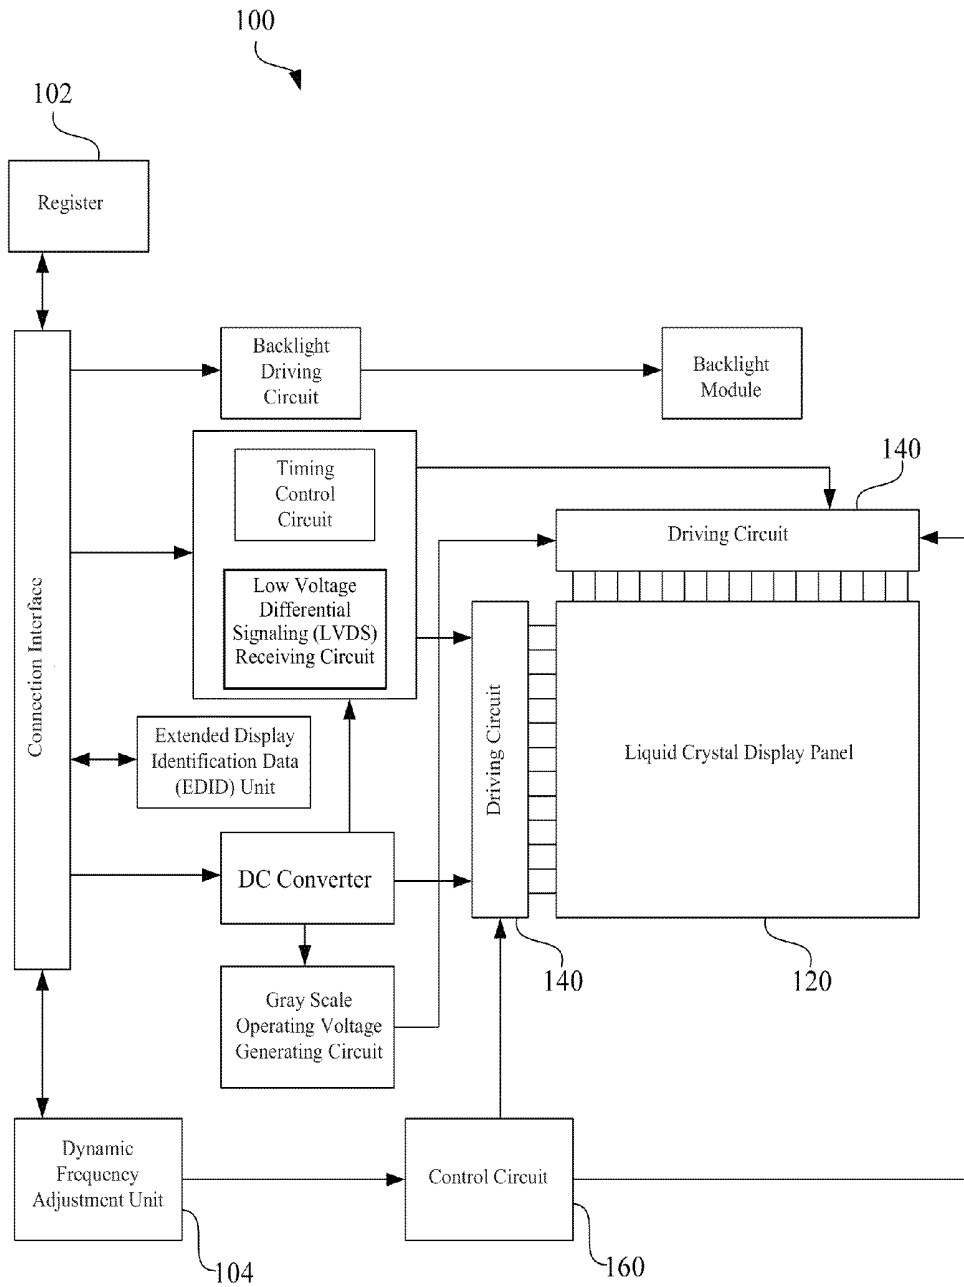 100
102
Register
Backlight
Driving
Circuit
Backlight
Module
Timing
Control
Circuit
140
Driving Circuit
Low Voltage
Differential
Signaling (LVDS)
Receiving Circuit
Connection Interface
Driving Circuit
Liquid Crystal Display Panel
Extended Display
Identification Data
(EDID) Unit
DC Converter
140
120
Gray Scale
Operating Voltage
Generating Circuit
Dynamic
Frequency
Adjustment Unit
Control Circuit
104
160